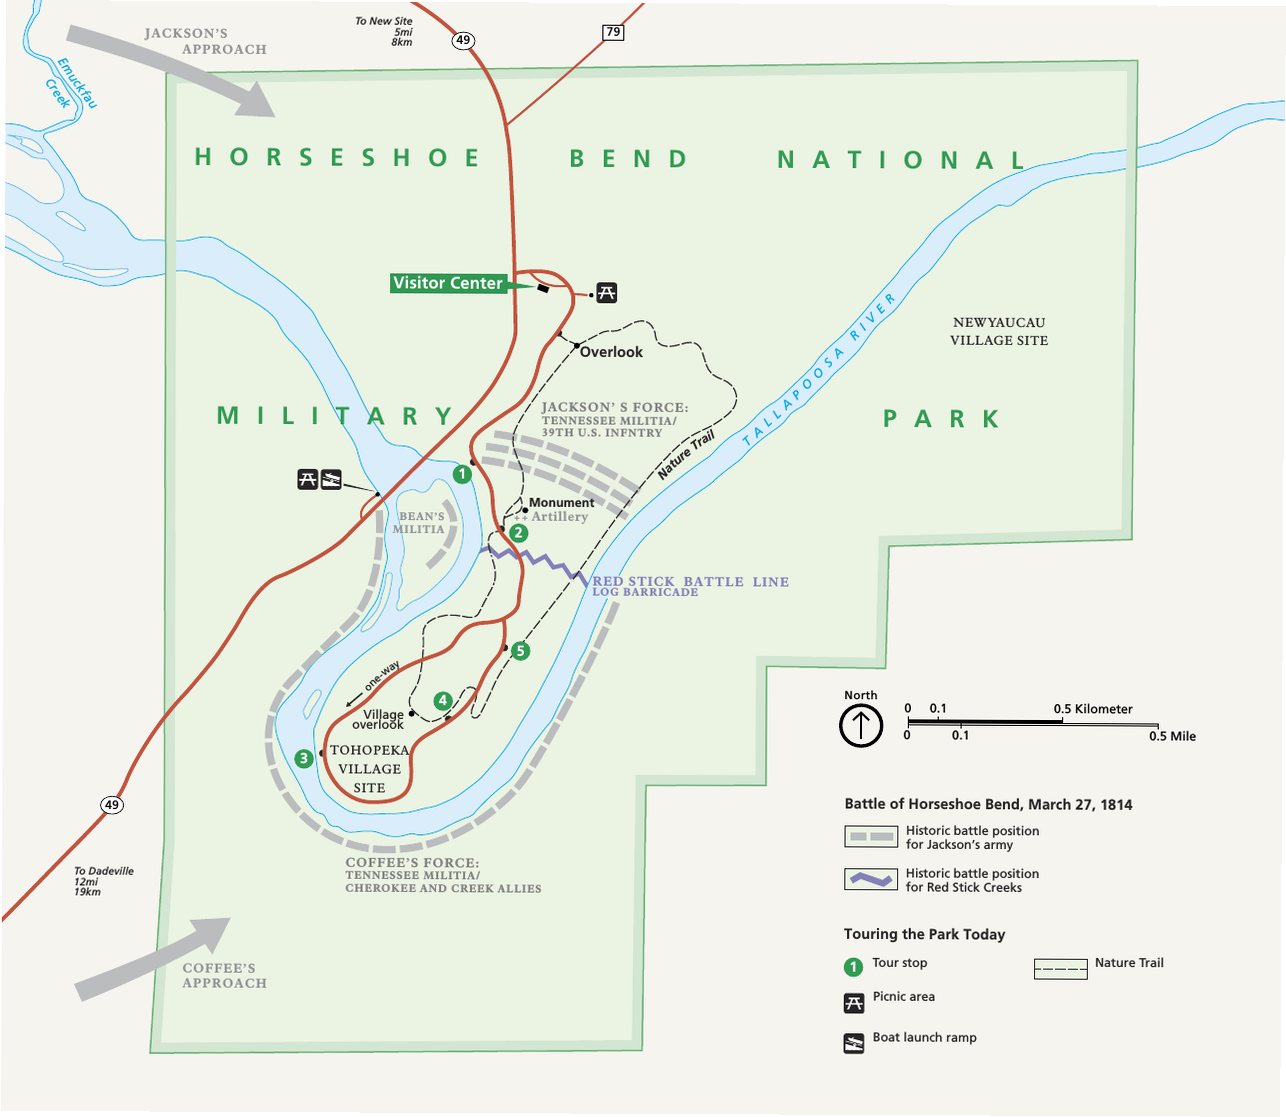 JACKSON'S
APPROACH
To New Site
5mi
8km
49
79
Emuckfau
Creek
HORSESHOE BEND NATIONAL
Visitor Center
Overlook
NEWYAUCAU
VILLAGE SITE
TALLAPOOSA RIVER
MILITARY PARK
JACKSON' S FORCE:
TENNESSEE MILITIA/
39TH U.S. INFNTRY
Nature Trail
1
Monument
Artillery
BEAN'S
MILITIA
2
RED STICK BATTLE LINE
LOG BARRICADE
5
one-way
4
Village
overlook
3
TOHOPEKA
VILLAGE
SITE
North
0 0.1 0.5 Kilometer
0 0.1 0.5 Mile
49
To Dadeville
12mi
19km
COFFEE'S FORCE:
TENNESSEE MILITIA/
CHEROKEE AND CREEK ALLIES
COFFEE'S
APPROACH
Battle of Horseshoe Bend, March 27, 1814
Historic battle position
for Jackson's army
Historic battle position
for Red Stick Creeks
Touring the Park Today
1 Tour stop
Nature Trail
Picnic area
Boat launch ramp